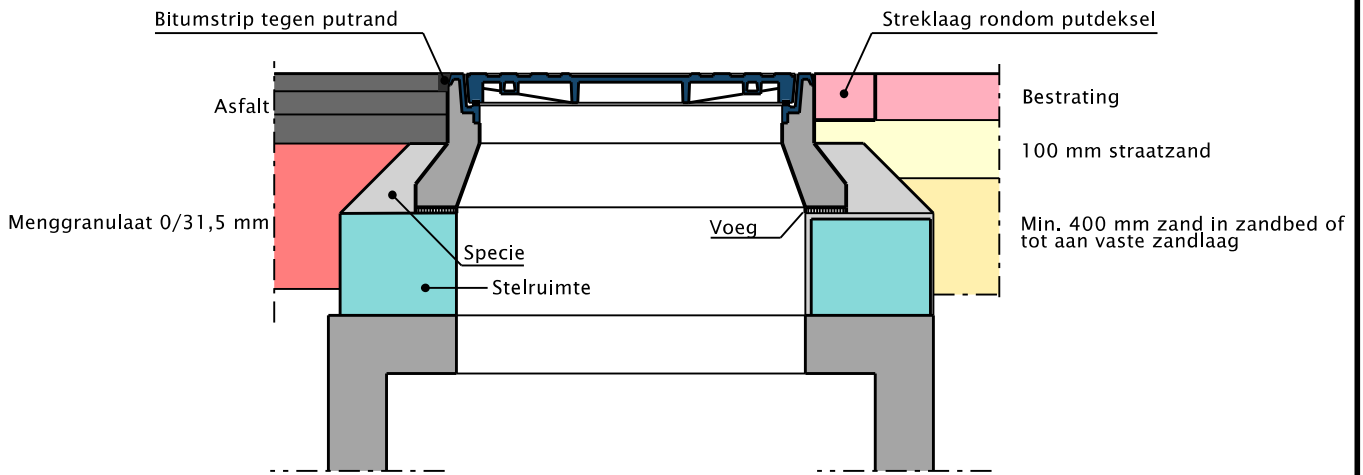 Bitumstrip tegen putrand
Streklaag rondom putdeksel
Asfalt
Bestrating
100 mm straatzand
Menggranulaat 0/31,5 mm
Voeg
Min. 400 mm zand in zandbed of
tot aan vaste zandlaag
Specie
Stelruimte